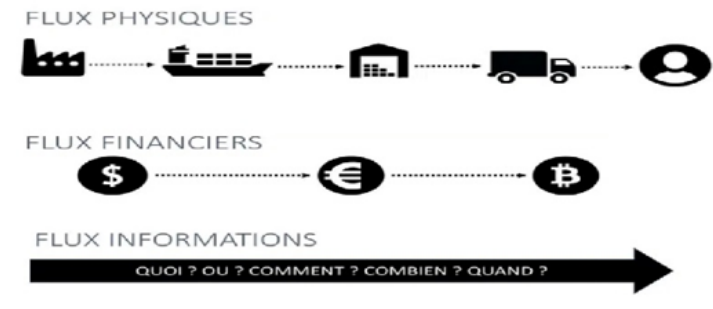 FLUX PHYSIQUES
FLUX FINANCIERS
$ € ₿
FLUX INFORMATIONS
QUOI ? OU ? COMMENT ? COMBIEN ? QUAND ?